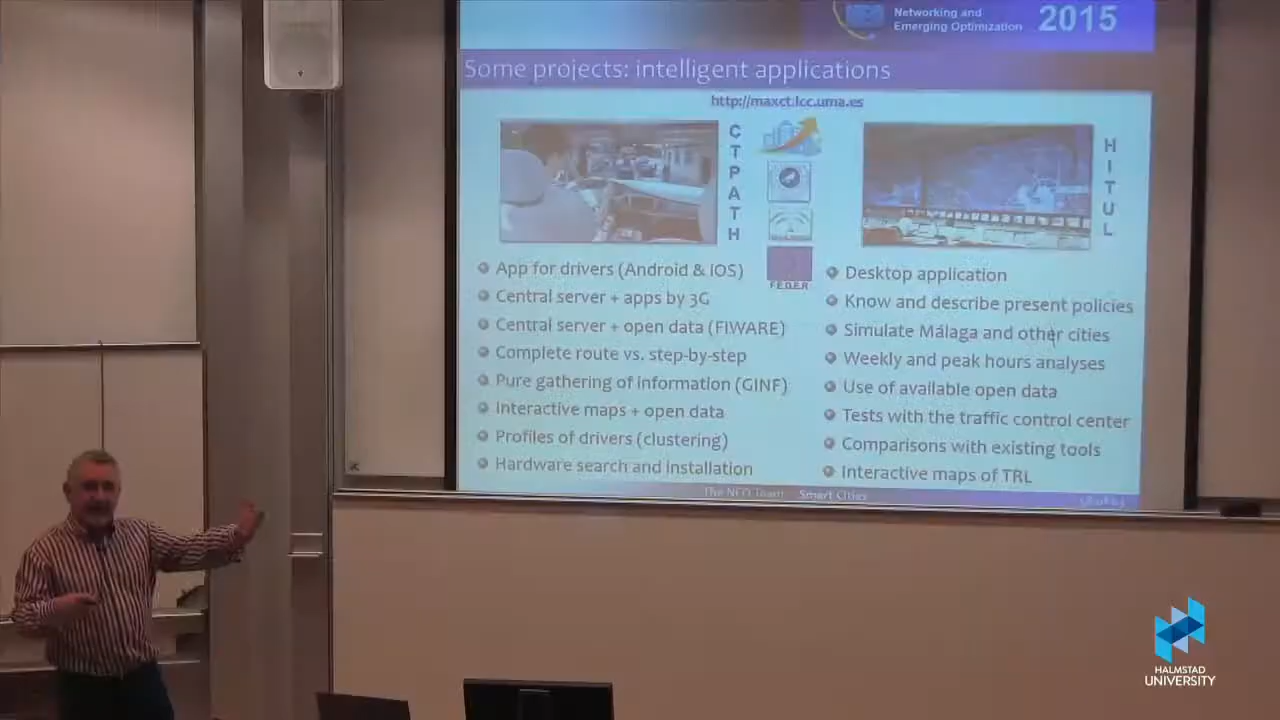 Networking and
Emerging Optimization
2015
Some projects: intelligent applications
http://maxct.lcc.uma.es
CTPATH
HITUL
F.E.D.E.R
App for drivers (Android & iOS)
Central server + apps by 3G
Central server + open data (FIWARE)
Complete route vs. step-by-step
Pure gathering of information (GINF)
Interactive maps + open data
Profiles of drivers (clustering)
Hardware search and installation
Desktop application
Know and describe present policies
Simulate Málaga and other cities
Weekly and peak hours analyses
Use of available open data
Tests with the traffic control center
Comparisons with existing tools
Interactive maps of TRL
The NEO Team
Smart Cities
HALMSTAD
UNIVERSITY